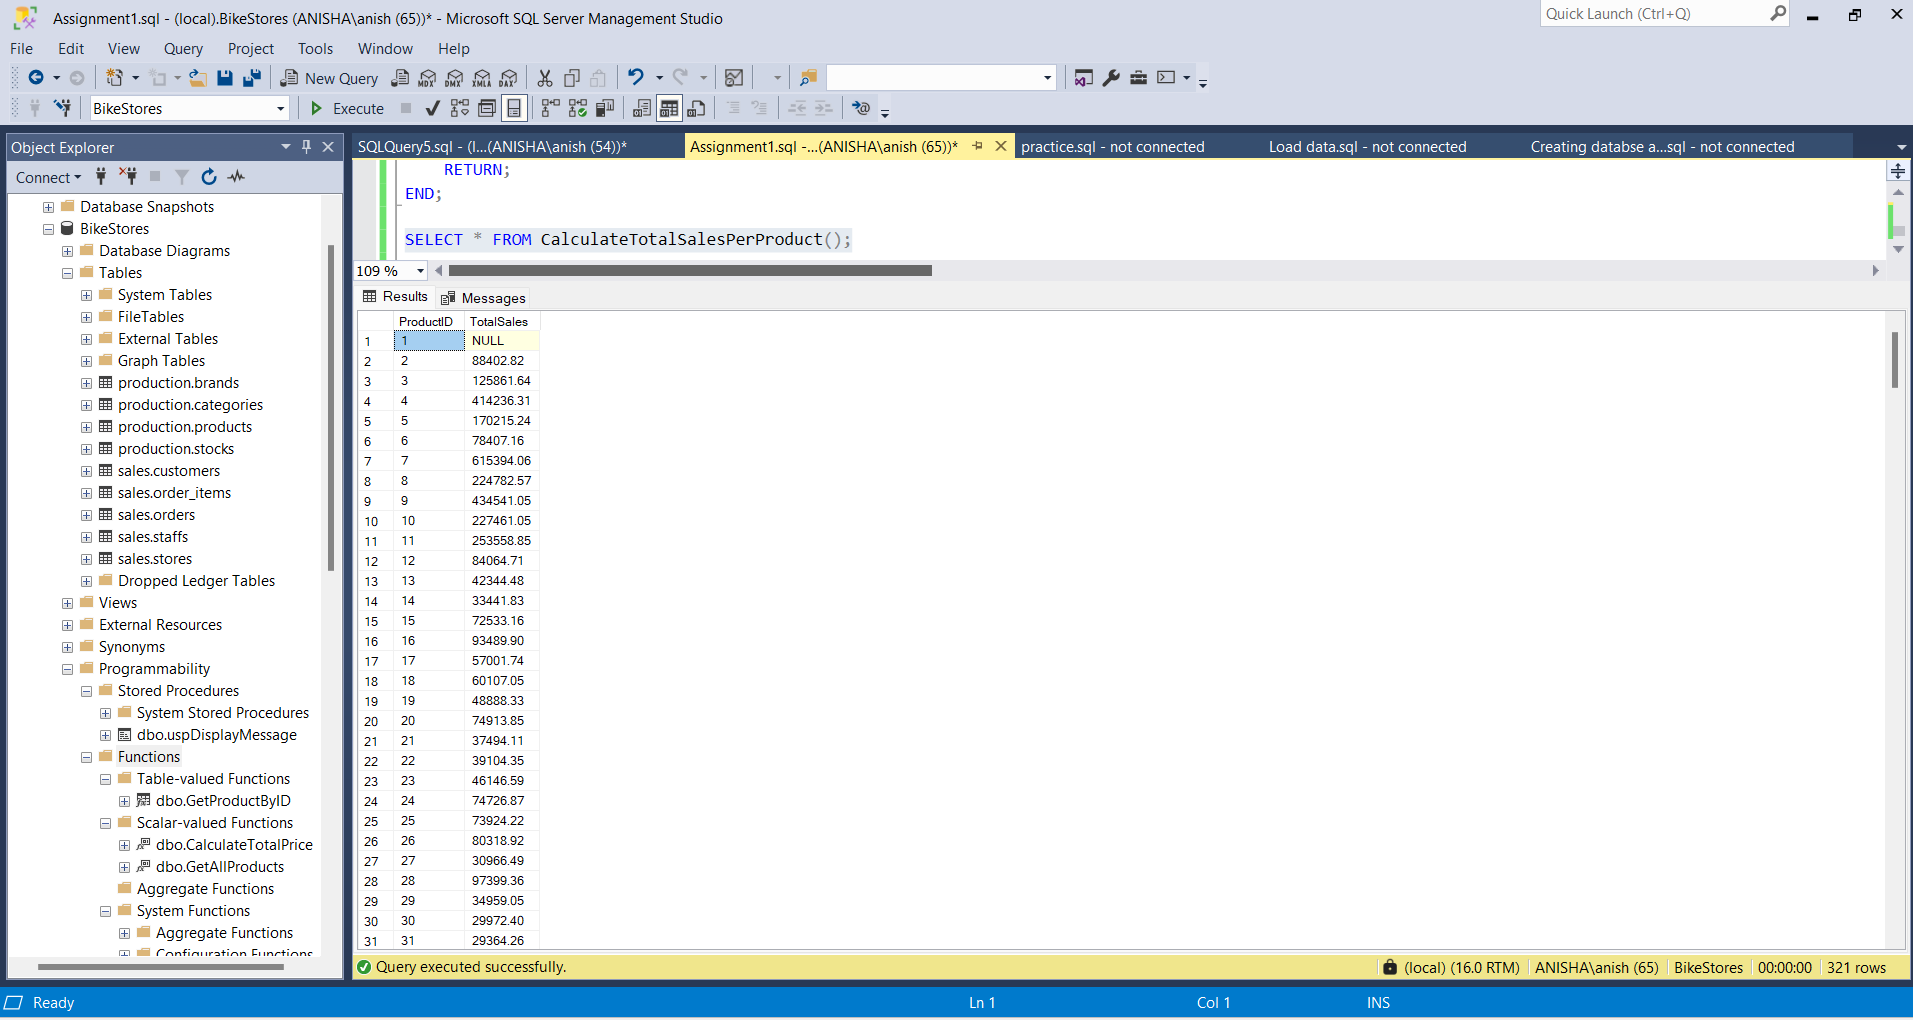 Assignment1.sql - (local).BikeStores (ANISHA\anish (65))* - Microsoft SQL Server Management Studio
Quick Launch (Ctrl+Q)
File Edit View Query Project Tools Window Help
New Query MDX DMX XMLA DAX
BikeStores Execute
Object Explorer
SQLQuery5.sql - (l...(ANISHA\anish (54))* Assignment1.sql -...(ANISHA\anish (65))* practice.sql - not connected Load data.sql - not connected Creating databse a...sql - not connected
Connect
Database Snapshots
BikeStores
Database Diagrams
Tables
System Tables
FileTables
External Tables
Graph Tables
production.brands
production.categories
production.products
production.stocks
sales.customers
sales.order_items
sales.orders
sales.staffs
sales.stores
Dropped Ledger Tables
Views
External Resources
Synonyms
Programmability
Stored Procedures
System Stored Procedures
dbo.uspDisplayMessage
Functions
Table-valued Functions
dbo.GetProductByID
Scalar-valued Functions
dbo.CalculateTotalPrice
dbo.GetAllProducts
Aggregate Functions
System Functions
Aggregate Functions
Configuration Functions
RETURN;
END;
SELECT * FROM CalculateTotalSalesPerProduct();
109 %
Results Messages
ProductID TotalSales
1 1 NULL
2 2 88402.82
3 3 125861.64
4 4 414236.31
5 5 170215.24
6 6 78407.16
7 7 615394.06
8 8 224782.57
9 9 434541.05
10 10 227461.05
11 11 253558.85
12 12 84064.71
13 13 42344.48
14 14 33441.83
15 15 72533.16
16 16 93489.90
17 17 57001.74
18 18 60107.05
19 19 48888.33
20 20 74913.85
21 21 37494.11
22 22 39104.35
23 23 46146.59
24 24 74726.87
25 25 73924.22
26 26 80318.92
27 27 30966.49
28 28 97399.36
29 29 34959.05
30 30 29972.40
31 31 29364.26
Query executed successfully. (local) (16.0 RTM) ANISHA\anish (65) BikeStores 00:00:00 321 rows
Ready Ln 1 Col 1 INS